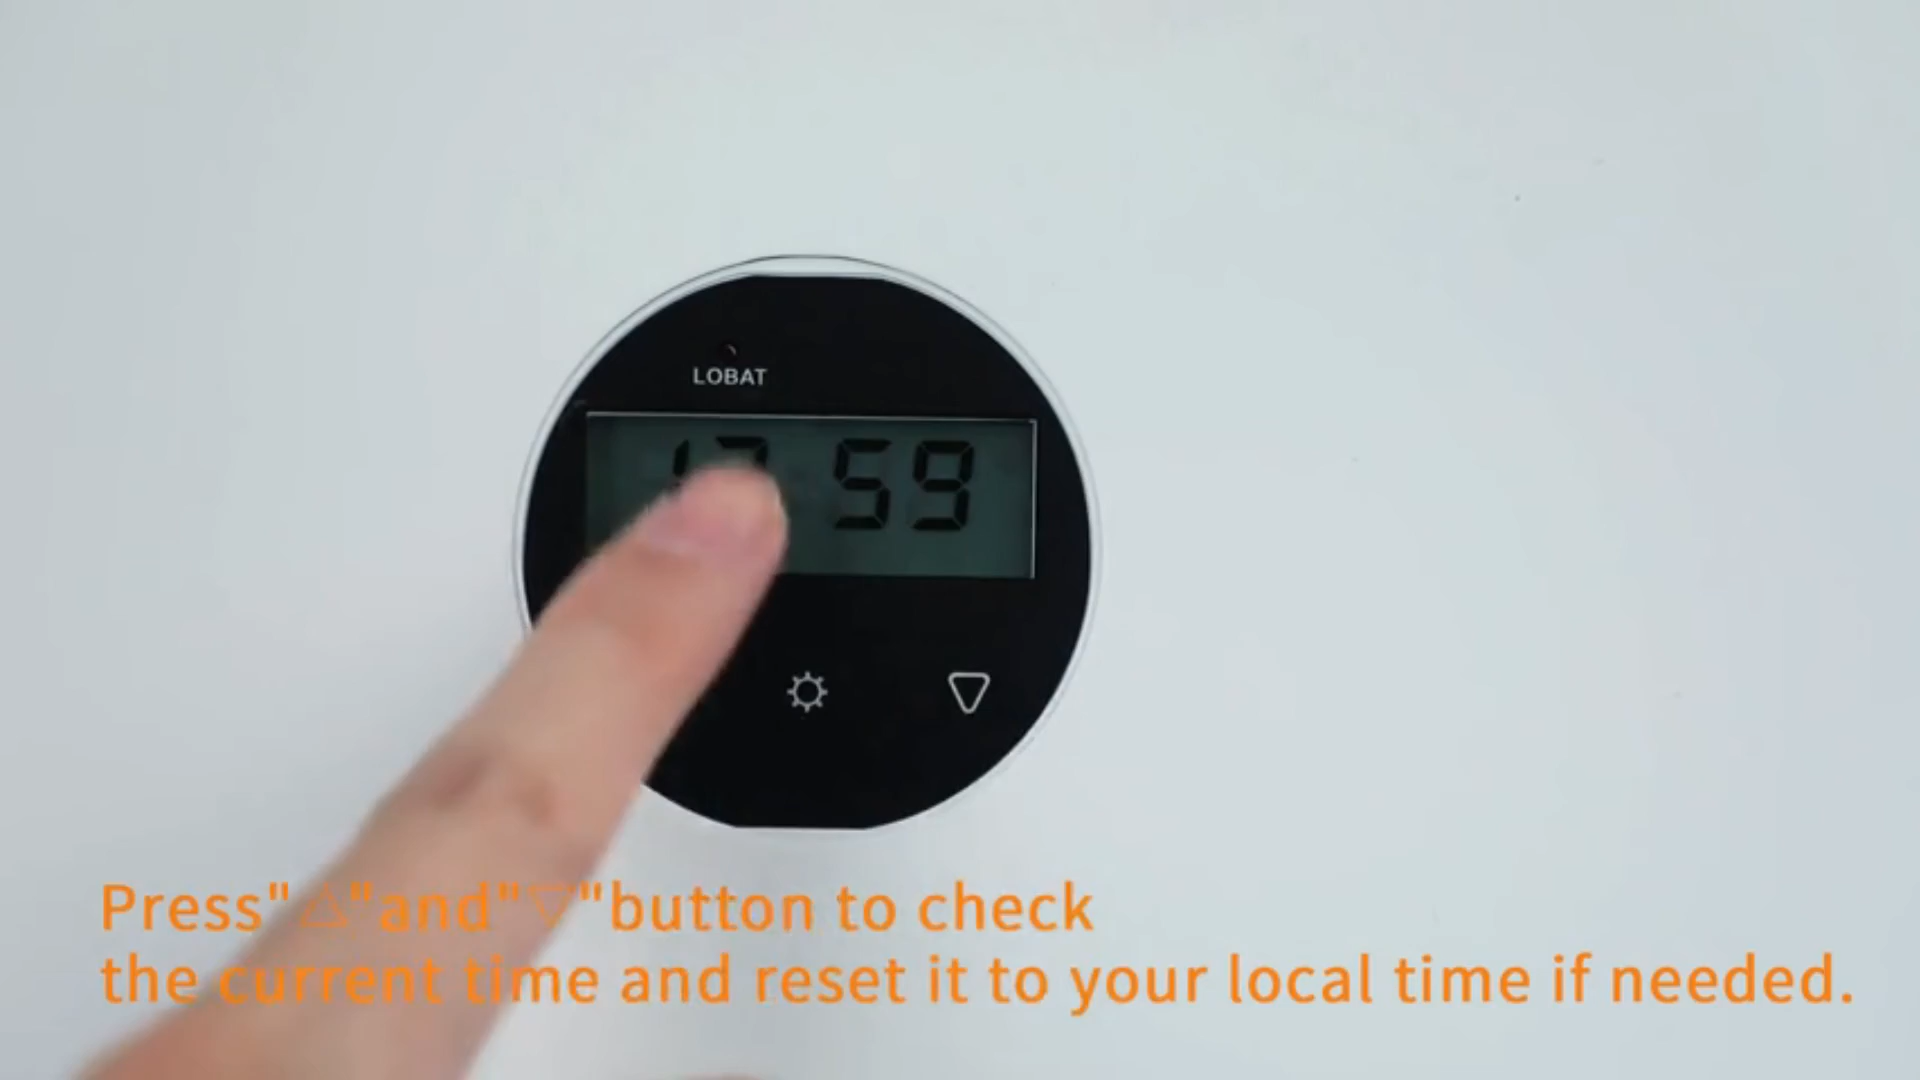 LOBAT
59
Press"△"and"▽"button to check
the current time and reset it to your local time if needed.